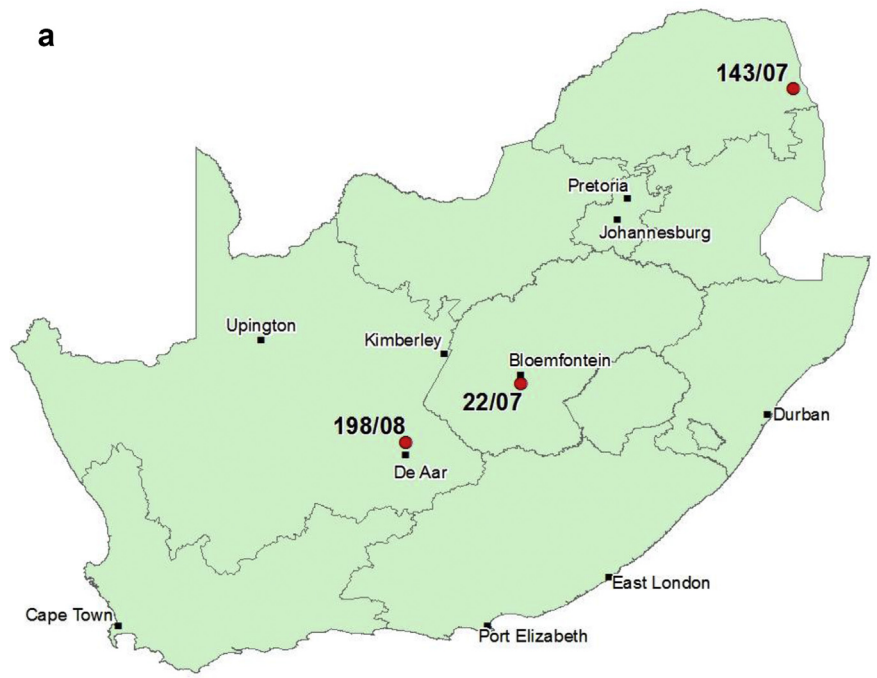 a
143/07
Pretoria
Johannesburg
Upington
Kimberley
Bloemfontein
22/07
198/08
De Aar
Durban
East London
Cape Town
Port Elizabeth